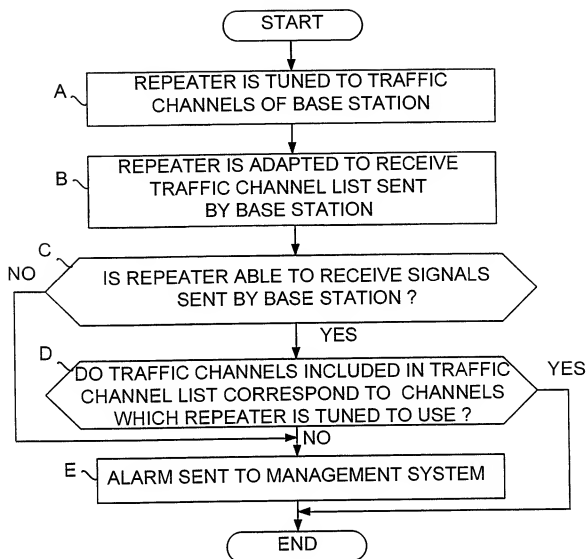 START
A
REPEATER IS TUNED TO TRAFFIC
CHANNELS OF BASE STATION
B
REPEATER IS ADAPTED TO RECEIVE
TRAFFIC CHANNEL LIST SENT
BY BASE STATION
C
NO
IS REPEATER ABLE TO RECEIVE SIGNALS
SENT BY BASE STATION ?
YES
D
YES
DO TRAFFIC CHANNELS INCLUDED IN TRAFFIC
CHANNEL LIST CORRESPOND TO CHANNELS
WHICH REPEATER IS TUNED TO USE ?
NO
E
ALARM SENT TO MANAGEMENT SYSTEM
END